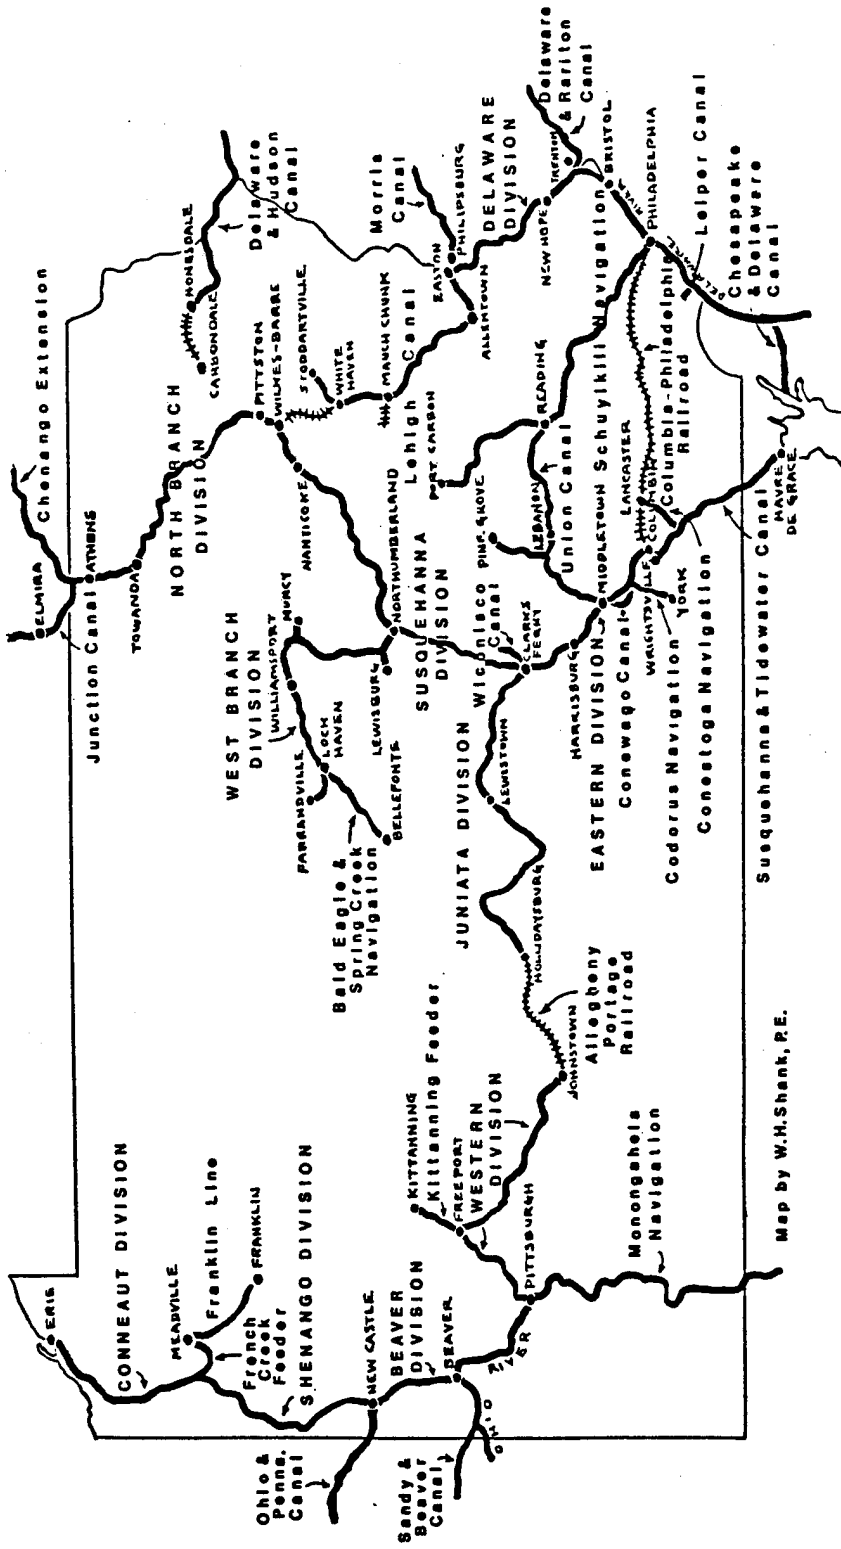 ERIE
CONNEAUT DIVISION
MEADVILLE
Franklin Line
FRANKLIN
French
Creek
Feeder
SHENANGO DIVISION
NEW CASTLE
Ohio &
Penna.
Canal
BEAVER
DIVISION
BEAVER
Sandy &
Beaver
Canal
OHIO
RIVER
PITTSBURGH
KITTANNING
Kittanning Feeder
FREEPORT
WESTERN
DIVISION
Monongahela
Navigation
Map by W.H.Shank, P.E.
JOHNSTOWN
Allegheny
Portage
Railroad
HOLLIDAYSBURG
JUNIATA DIVISION
LEWISTOWN
Bald Eagle &
Spring Creek
Navigation
BELLEFONTE
FARRANDVILLE
LOCH
HAVEN
WEST BRANCH
DIVISION
WILLIAMSPORT
MUNCY
LEWISBURG
NORTHUMBERLAND
SUSQUEHANNA
DIVISION
Wiconisco
Canal
CLARKS
FERRY
HARRISBURG
EASTERN DIVISION
MIDDLETOWN
Conewago Canal
WRIGHTSVILLE
YORK
Codorus Navigation
Conestoga Navigation
Susquehanna & Tidewater Canal
HAVRE
DE GRACE
COLUMBIA
LANCASTER
Columbia-Philadelphia
Railroad
PINE GROVE
LEBANON
Union Canal
READING
PORT CARBON
Schuylkill Navigation
ELMIRA
Junction Canal
Chenango Extension
ATHENS
TOWANDA
NORTH BRANCH
DIVISION
PITTSTON
WILKES-BARRE
NANTICOKE
CARBONDALE
HONESDALE
Delaware
& Hudson
Canal
STODDARTVILLE
WHITE
HAVEN
MAUCH CHUNK
Lehigh
Canal
ALLENTOWN
EASTON
PHILIPSBURG
Morris
Canal
DELAWARE
DIVISION
NEW HOPE
TRENTON
Delaware
& Rariton
Canal
BRISTOL
PHILADELPHIA
DELAWARE
RIVER
Leiper Canal
Chesapeake
& Delaware
Canal